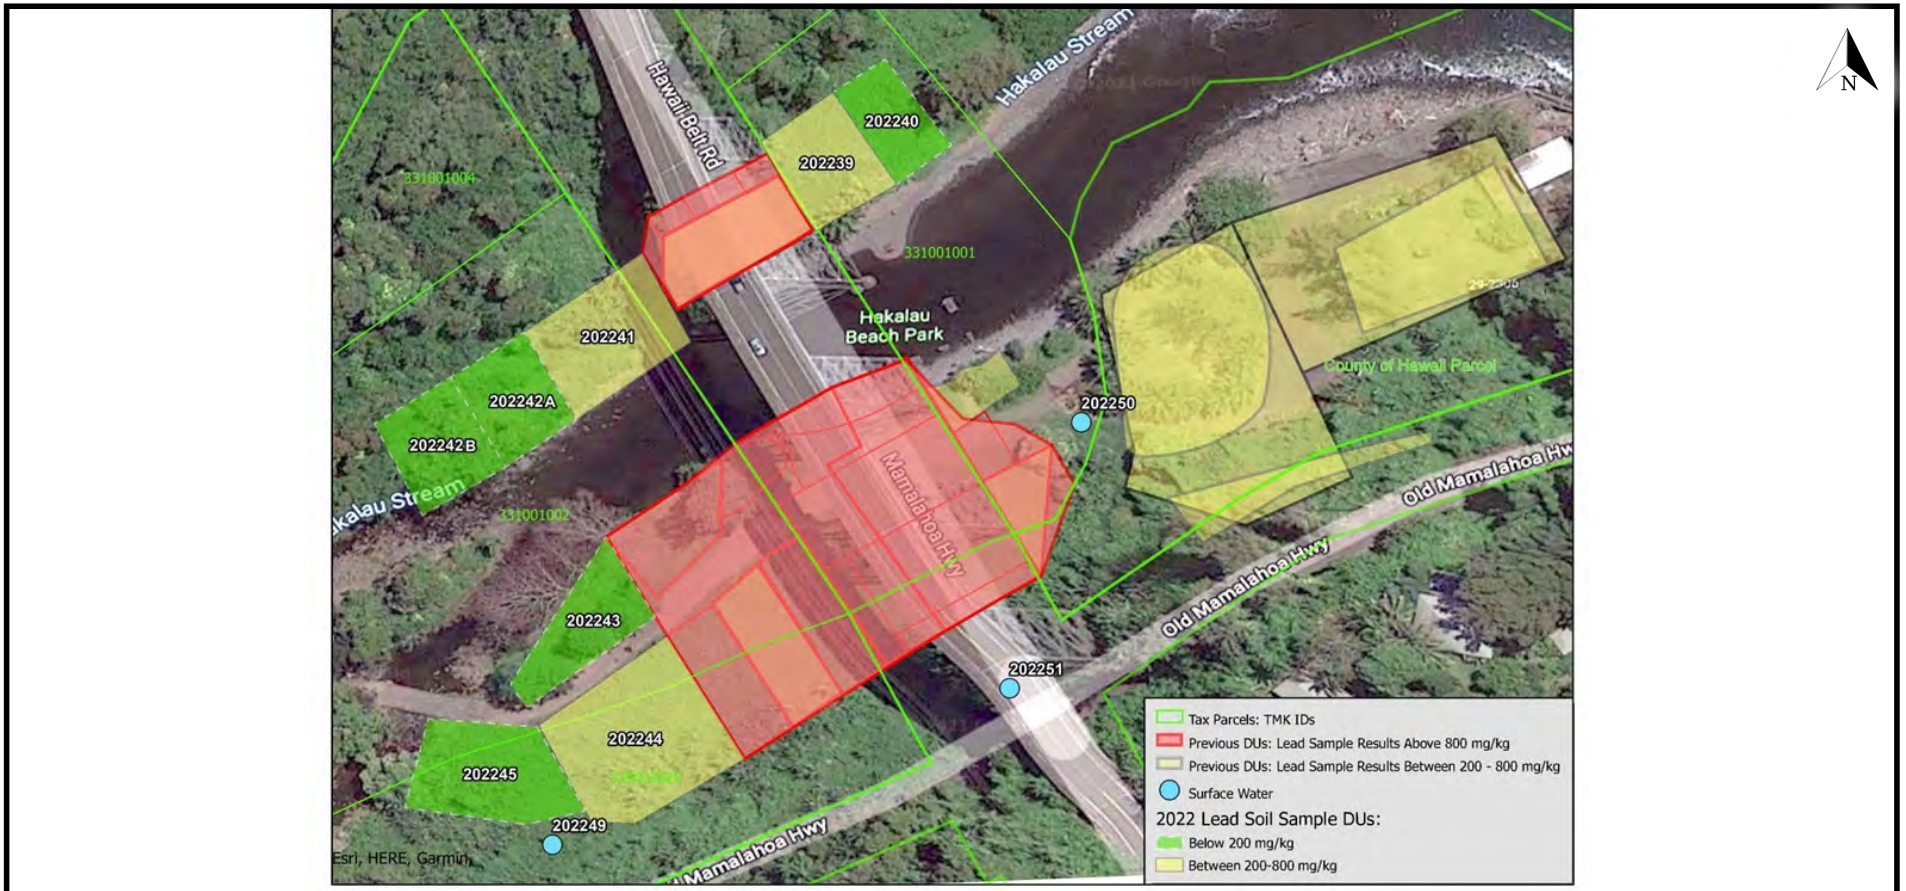 N
Hakalau Stream
Hawaii Belt Rd
202240
202239
331001004
331001001
Hakalau
Beach Park
202241
County of Hawaii Parcel
202242A
202250
202242B
Mamalahoa Hwy
Old Mamalahoa Hw
kalau Stream
331001002
Old Mamalahoa Hwy
202243
202251
202244
202245
202249
d Mamalahoa Hwy
Esri, HERE, Garmin,
Tax Parcels: TMK IDs
Previous DUs: Lead Sample Results Above 800 mg/kg
Previous DUs: Lead Sample Results Between 200 - 800 mg/kg
Surface Water
2022 Lead Soil Sample DUs:
Below 200 mg/kg
Between 200-800 mg/kg